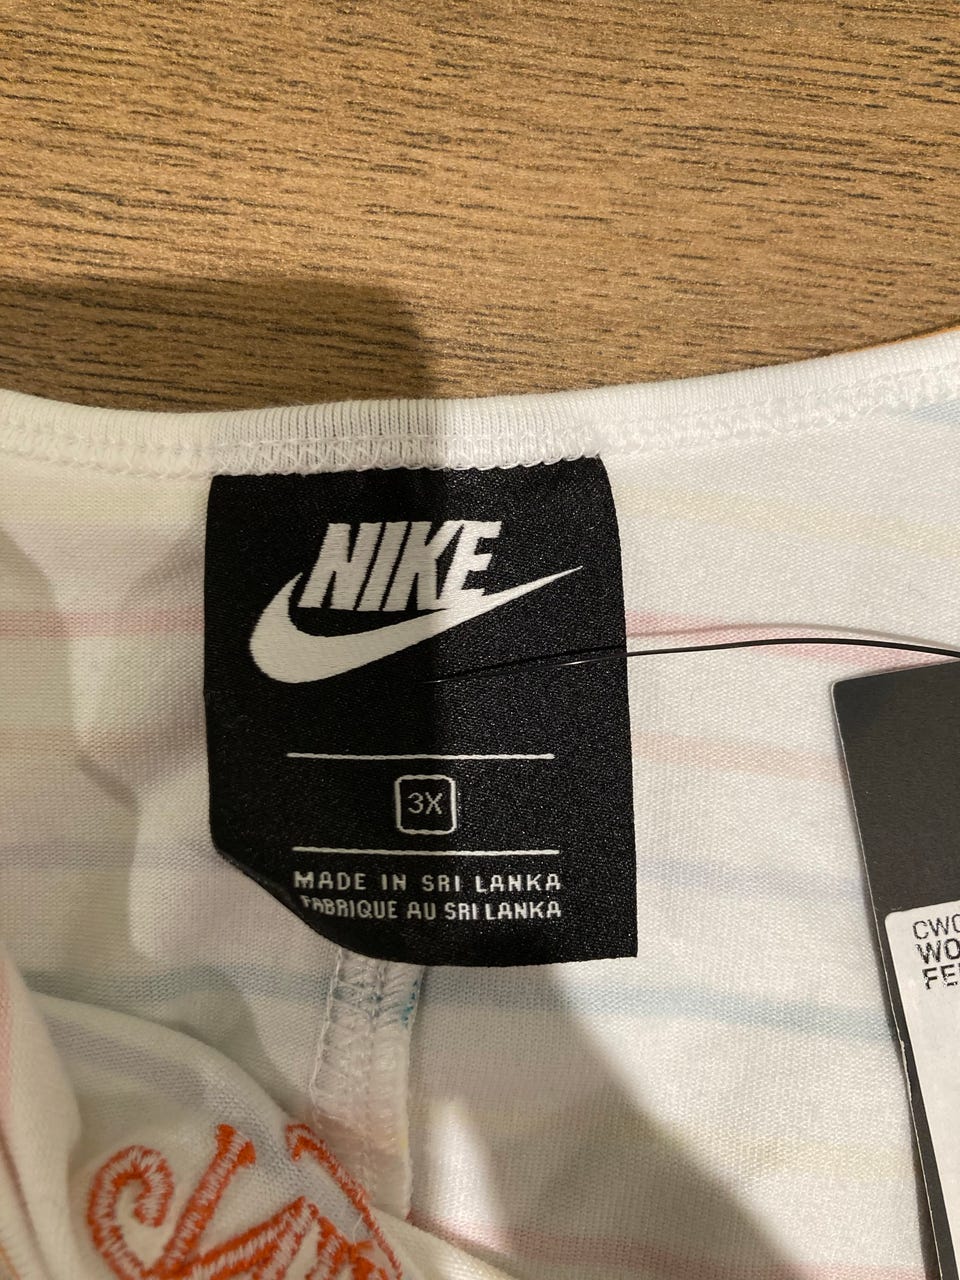 NIKE
3X
MADE IN SRI LANKA
FABRIQUE AU SRI LANKA